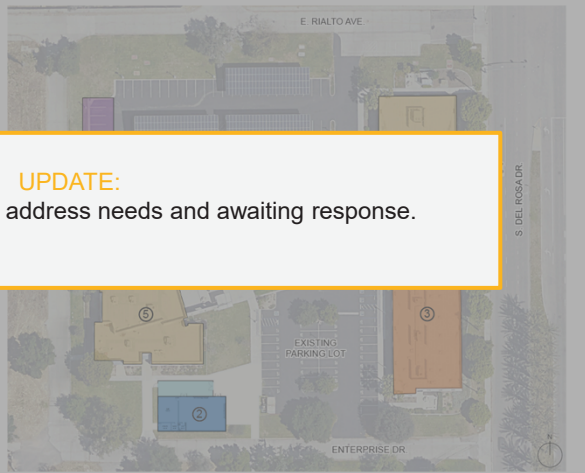 E. RIALTO AVE
UPDATE:
address needs and awaiting response.
S. DEL ROSA DR
5
3
EXISTING
PARKING LOT
2
ENTERPRISE DR
N